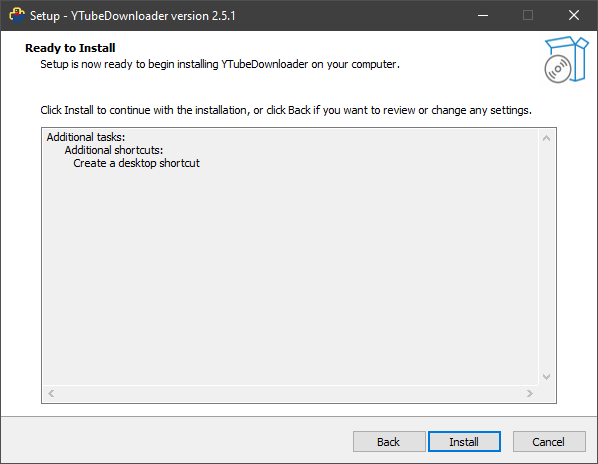 Setup - YTubeDownloader version 2.5.1
Ready to Install
Setup is now ready to begin installing YTubeDownloader on your computer.
Click Install to continue with the installation, or click Back if you want to review or change any settings.
Additional tasks:
Additional shortcuts:
Create a desktop shortcut
Back
Install
Cancel